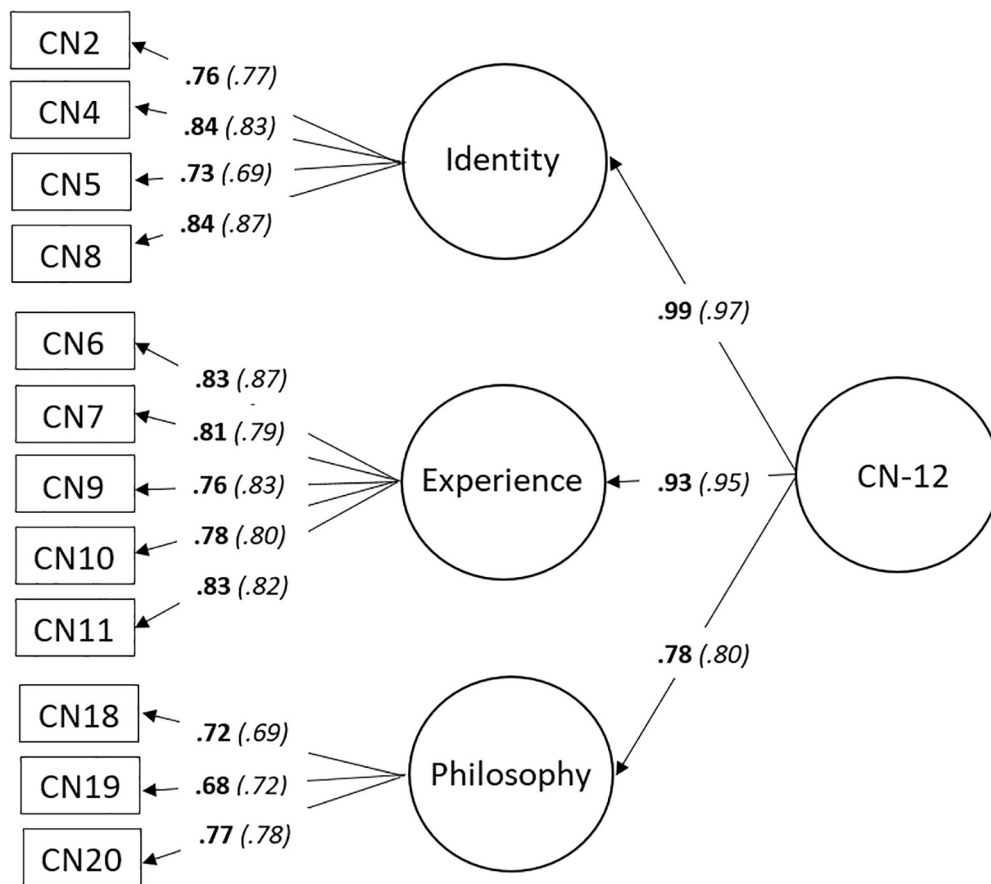 CN2
.76 (.77)
CN4
.84 (.83)
CN5
.73 (.69)
CN8
.84 (.87)
Identity
.99 (.97)
CN6
.83 (.87)
CN7
.81 (.79)
CN9
.76 (.83)
CN10
.78 (.80)
CN11
.83 (.82)
Experience
.93 (.95)
CN-12
.78 (.80)
CN18
.72 (.69)
CN19
.68 (.72)
CN20
.77 (.78)
Philosophy